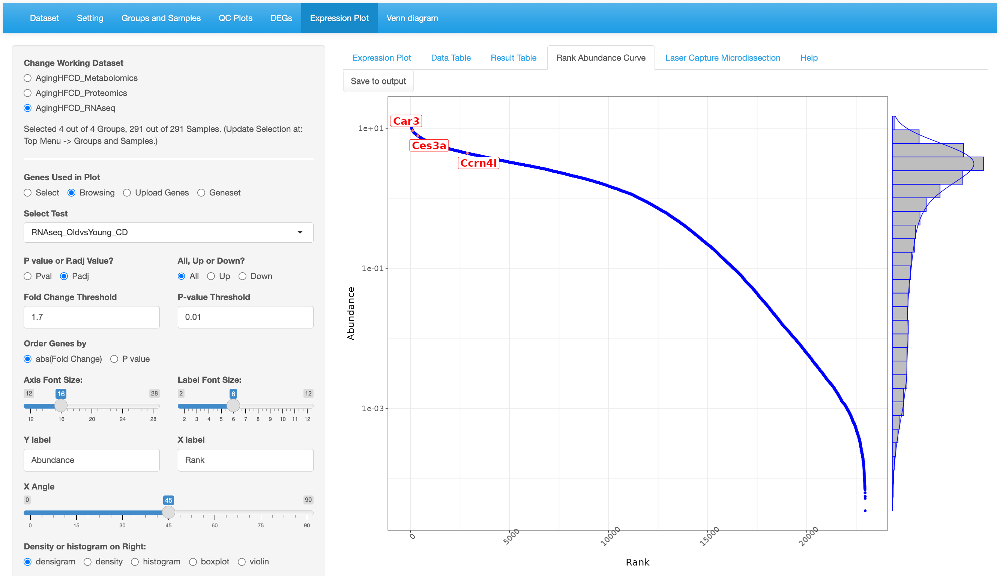 Dataset Setting Groups and Samples QC Plots DEGs Expression Plot Venn diagram
Change Working Dataset
AgingHFCD_Metabolomics
AgingHFCD_Proteomics
AgingHFCD_RNAseq
Selected 4 out of 4 Groups, 291 out of 291 Samples. (Update Selection at:
Top Menu -> Groups and Samples.)
Genes Used in Plot
Select Browsing Upload Genes Geneset
Select Test
RNAseq_OldvsYoung_CD
P value or P.adj Value? All, Up or Down?
Pval Padj All Up Down
Fold Change Threshold P-value Threshold
1.7 0.01
Order Genes by
abs(Fold Change) P value
Axis Font Size: Label Font Size:
12 16 28 2 6 12
12 16 20 24 28 2 3 4 5 6 7 8 9 10 11 12
Y label X label
Abundance Rank
X Angle
0 45 90
0 15 30 45 60 75 90
Density or histogram on Right:
densigram density histogram boxplot violin
Expression Plot Data Table Result Table Rank Abundance Curve Laser Capture Microdissection Help
Save to output
Car3
1e+01
Ces3a
Ccrn4l
1e-01
Abundance
1e-03
0 5000 10000 15000 20000
Rank